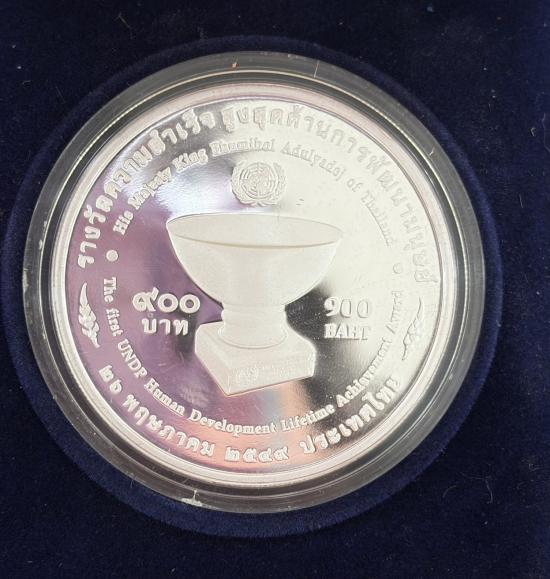 รางวัลความสำเร็จ สูงสุดด้านการพัฒนามนุษย์
His Majesty King Bhumibol Adulyadej of Thailand
๙๐๐
บาท
900
BAHT
The first UNDP Human Development Lifetime Achievement Award
๒๖ พฤษภาคม ๒๕๔๙ ประเทศไทย